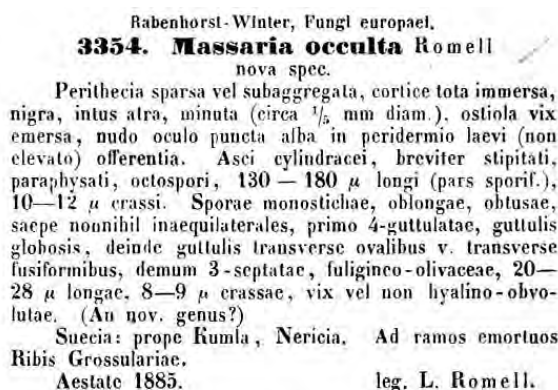 Rabenhorst-Winter, Fungi europaei.
3354. Massaria occulta Romell
nova spec.
Perithecia sparsa vel subaggregata, cortice tota immersa,
nigra, intus atra, minuta (circa 1/5 mm diam.), ostiola vix
emersa, nudo oculo puncta alba in peridermio laevi (non
elevato) offerentia. Asci cylindracei, breviter stipitati,
paraphysati, octospori, 130 — 180 μ longi (pars sporif.),
10—12 μ crassi. Sporae monostichae, oblongae, obtusae,
saepe nonnihil inaequilaterales, primo 4-guttulatae, guttulis
globosis, deinde guttulis transverse ovalibus v. transverse
fusiformibus, demum 3-septatae, fuligineo-olivaceae, 20—
28 μ longae, 8—9 μ crassae, vix vel non hyalino-obvo-
lutae. (An nov. genus?)
Suecia: prope Kumla, Nericia. Ad ramos emortuos
Ribis Grossulariae.
Aestate 1885. leg. L. Romell.